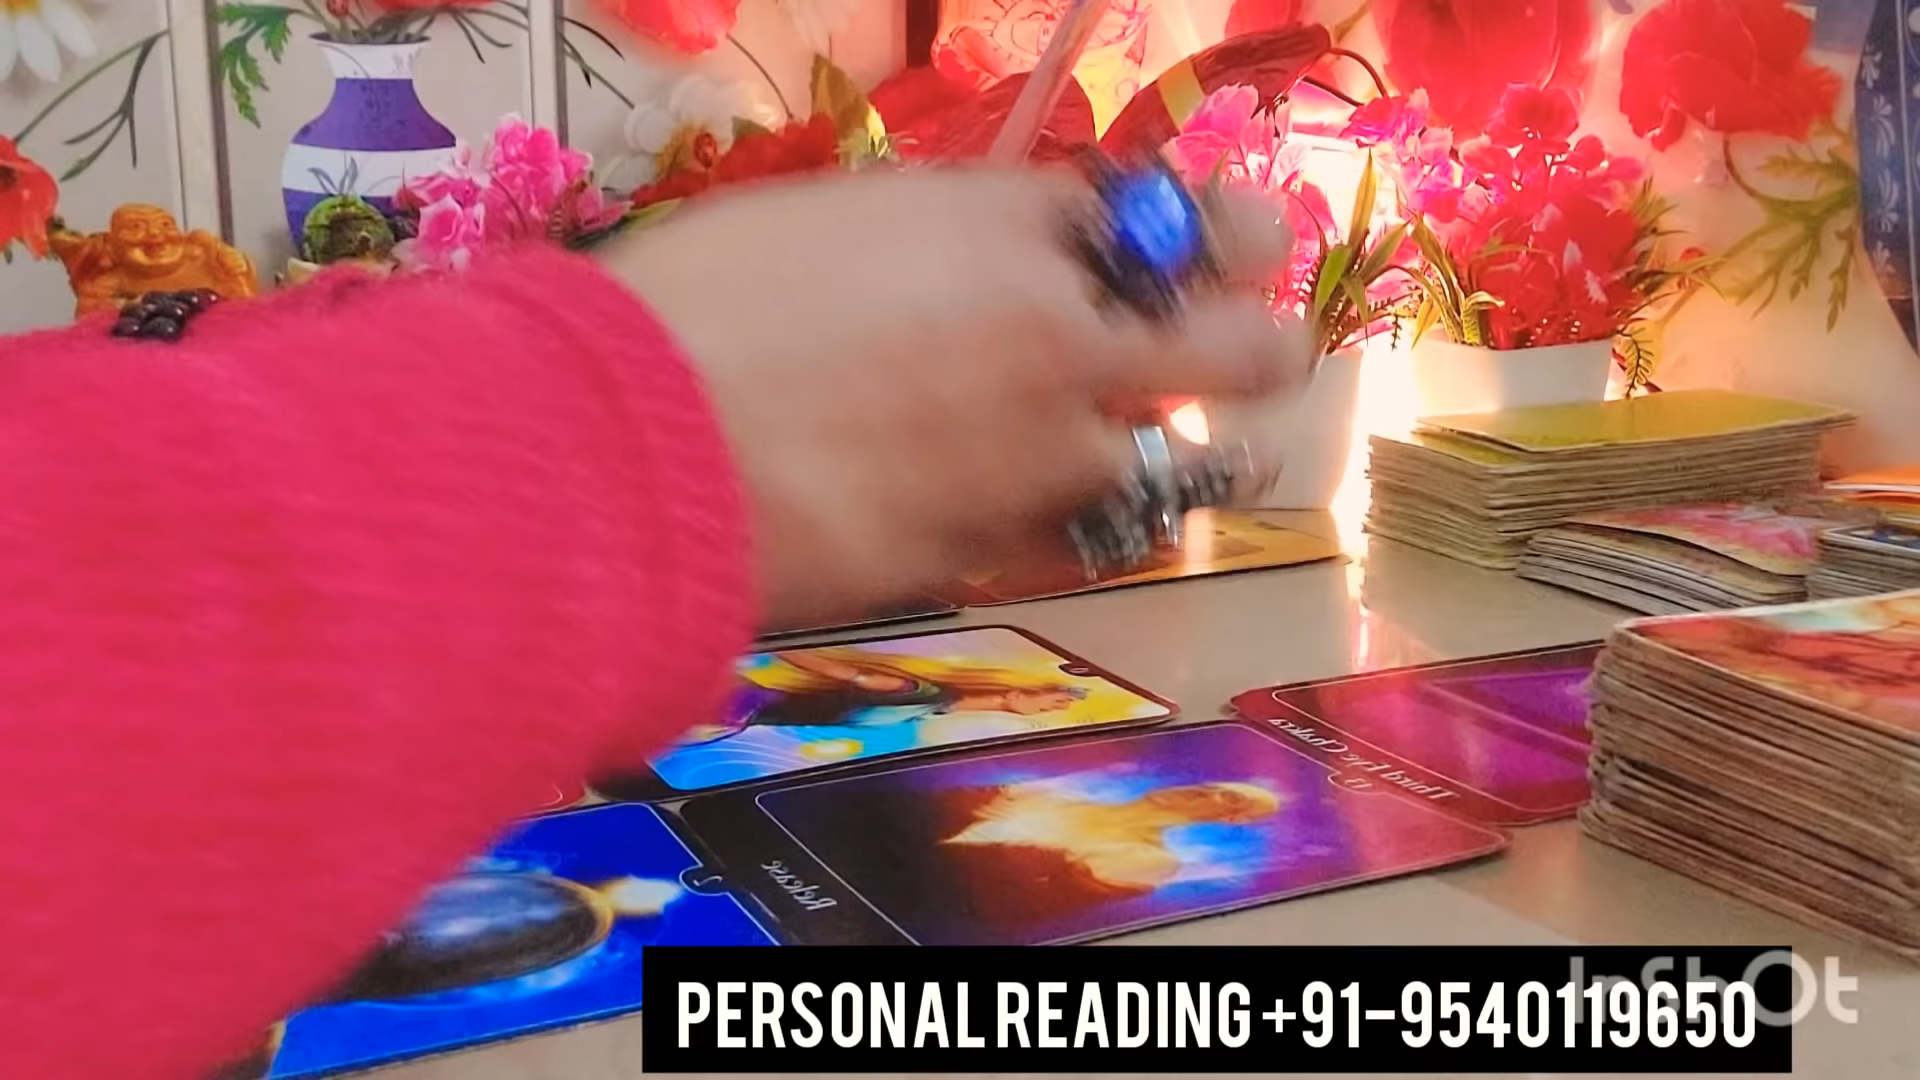 Third Eye Chakra
Release
PERSONAL READING +91-9540119650
InShOt